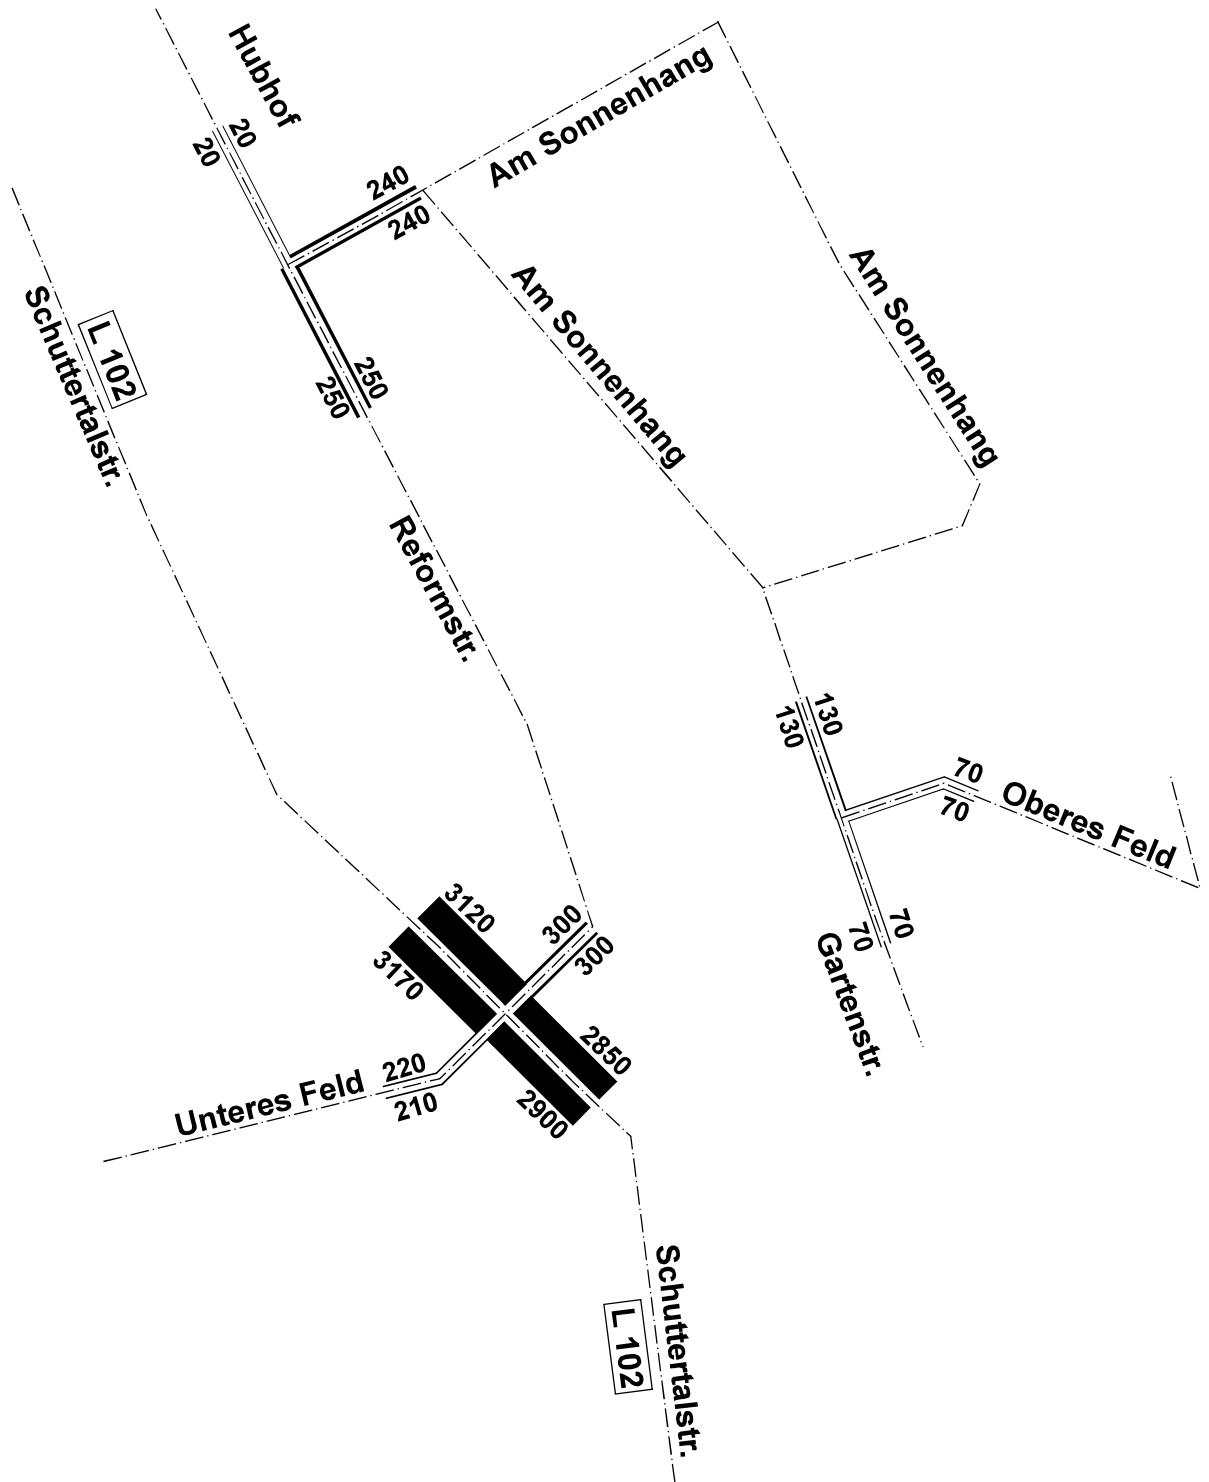 Hubhof
20
20
Am Sonnenhang
240
240
Am Sonnenhang
Am Sonnenhang
Schuttertalstr.
L 102
250
250
Reformstr.
130
130
70
70
Oberes Feld
70
70
Gartenstr.
3120
3170
300
300
2850
2900
220
210
Unteres Feld
Schuttertalstr.
L 102